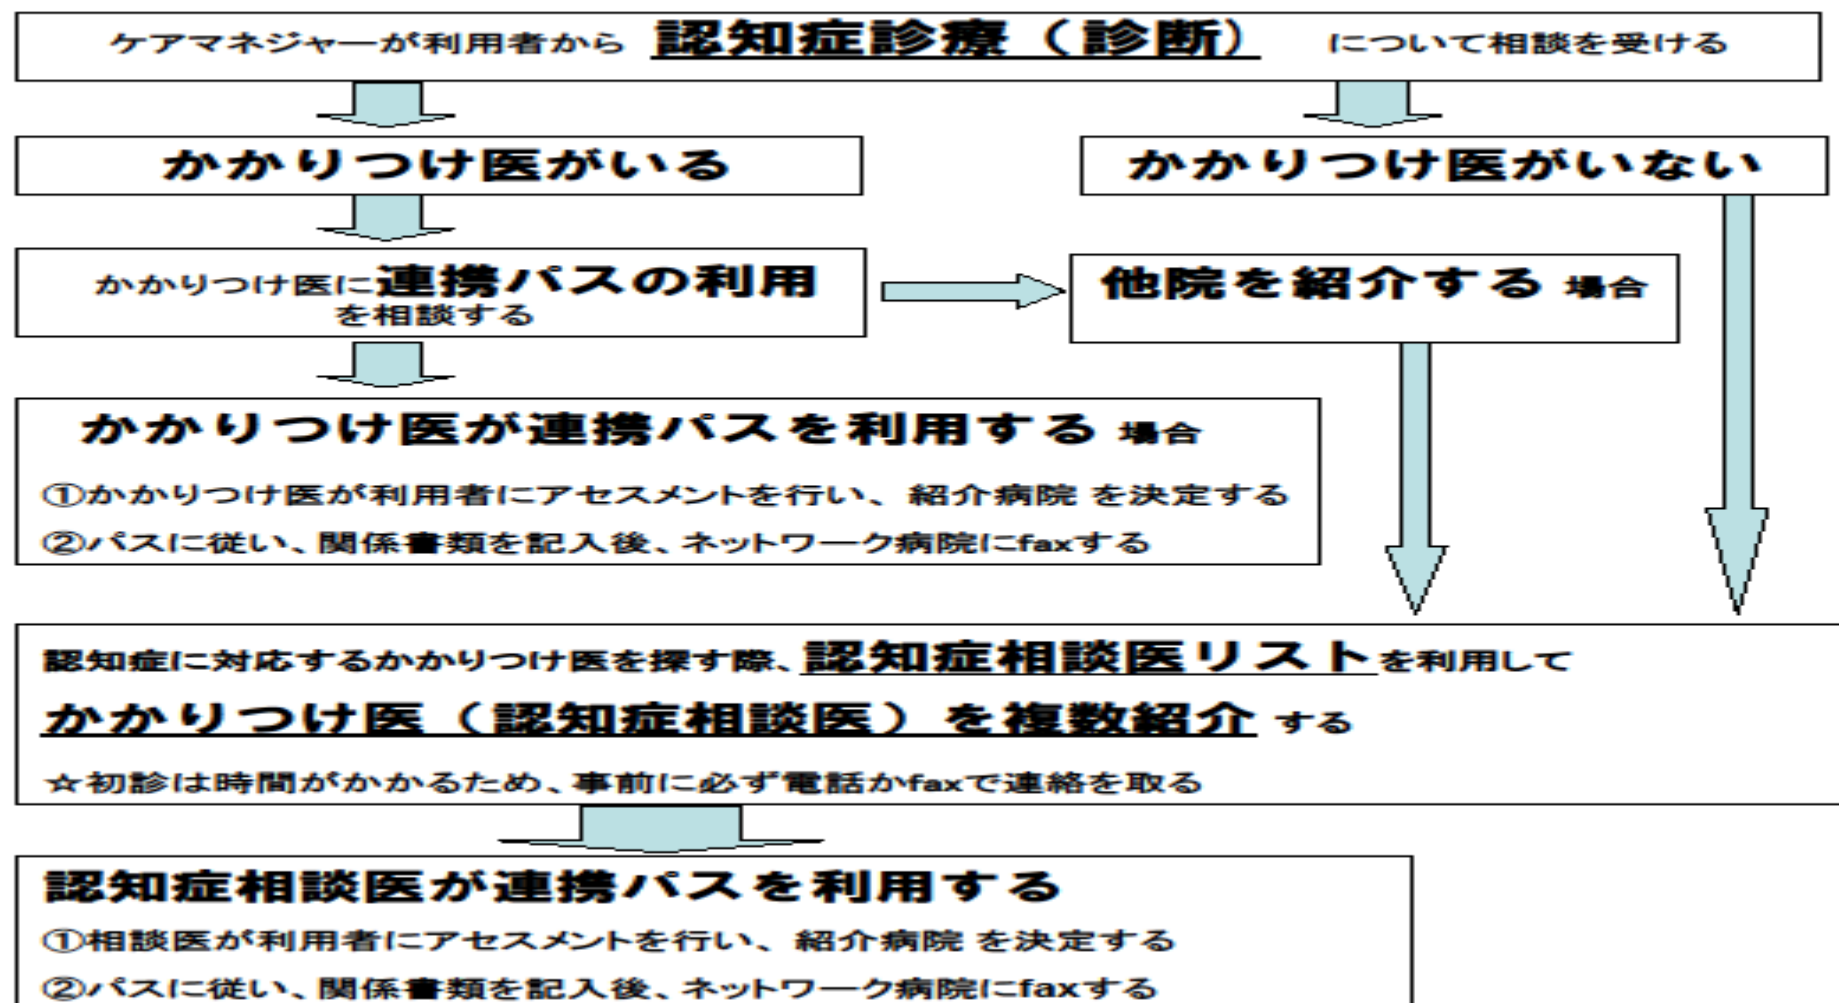 ケアマネジャーが利用者から 認知症診療（診断） について相談を受ける
かかりつけ医がいる
かかりつけ医がいない
かかりつけ医に連携パスの利用
を相談する
他院を紹介する 場合
かかりつけ医が連携パスを利用する 場合
①かかりつけ医が利用者にアセスメントを行い、紹介病院 を決定する
②パスに従い、関係書類を記入後、ネットワーク病院にfaxする
認知症に対応するかかりつけ医を探す際、認知症相談医リストを利用して
かかりつけ医（認知症相談医）を複数紹介 する
☆初診は時間がかかるため、事前に必ず電話かfaxで連絡を取る
認知症相談医が連携パスを利用する
①相談医が利用者にアセスメントを行い、紹介病院 を決定する
②パスに従い、関係書類を記入後、ネットワーク病院にfaxする